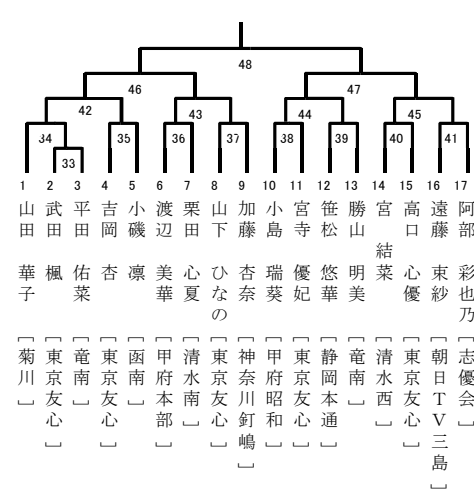 48
46
47
42
43
44
45
34
35
36
37
38
39
40
41
33
1 2 3 4 5 6 7 8 9 10 11 12 13 14 15 16 17
山田 華子 [菊川]
武田 楓 [東京友心]
平田 佑菜 [竜南]
吉岡 杏 [東京友心]
小磯 凛 [函南]
渡辺 美華 [甲府本部]
栗田 心夏 [清水南]
山下 ひなの [東京友心]
加藤 杏奈 [神奈川釘嶋]
小島 瑞葵 [甲府昭和]
宮寺 優妃 [東京友心]
笹松 悠華 [静岡本通]
勝山 明美 [竜南]
宮 結菜 [清水西]
高口 心優 [東京友心]
遠藤 東紗 [朝日TV三島]
阿部 彩也乃 [志優会]